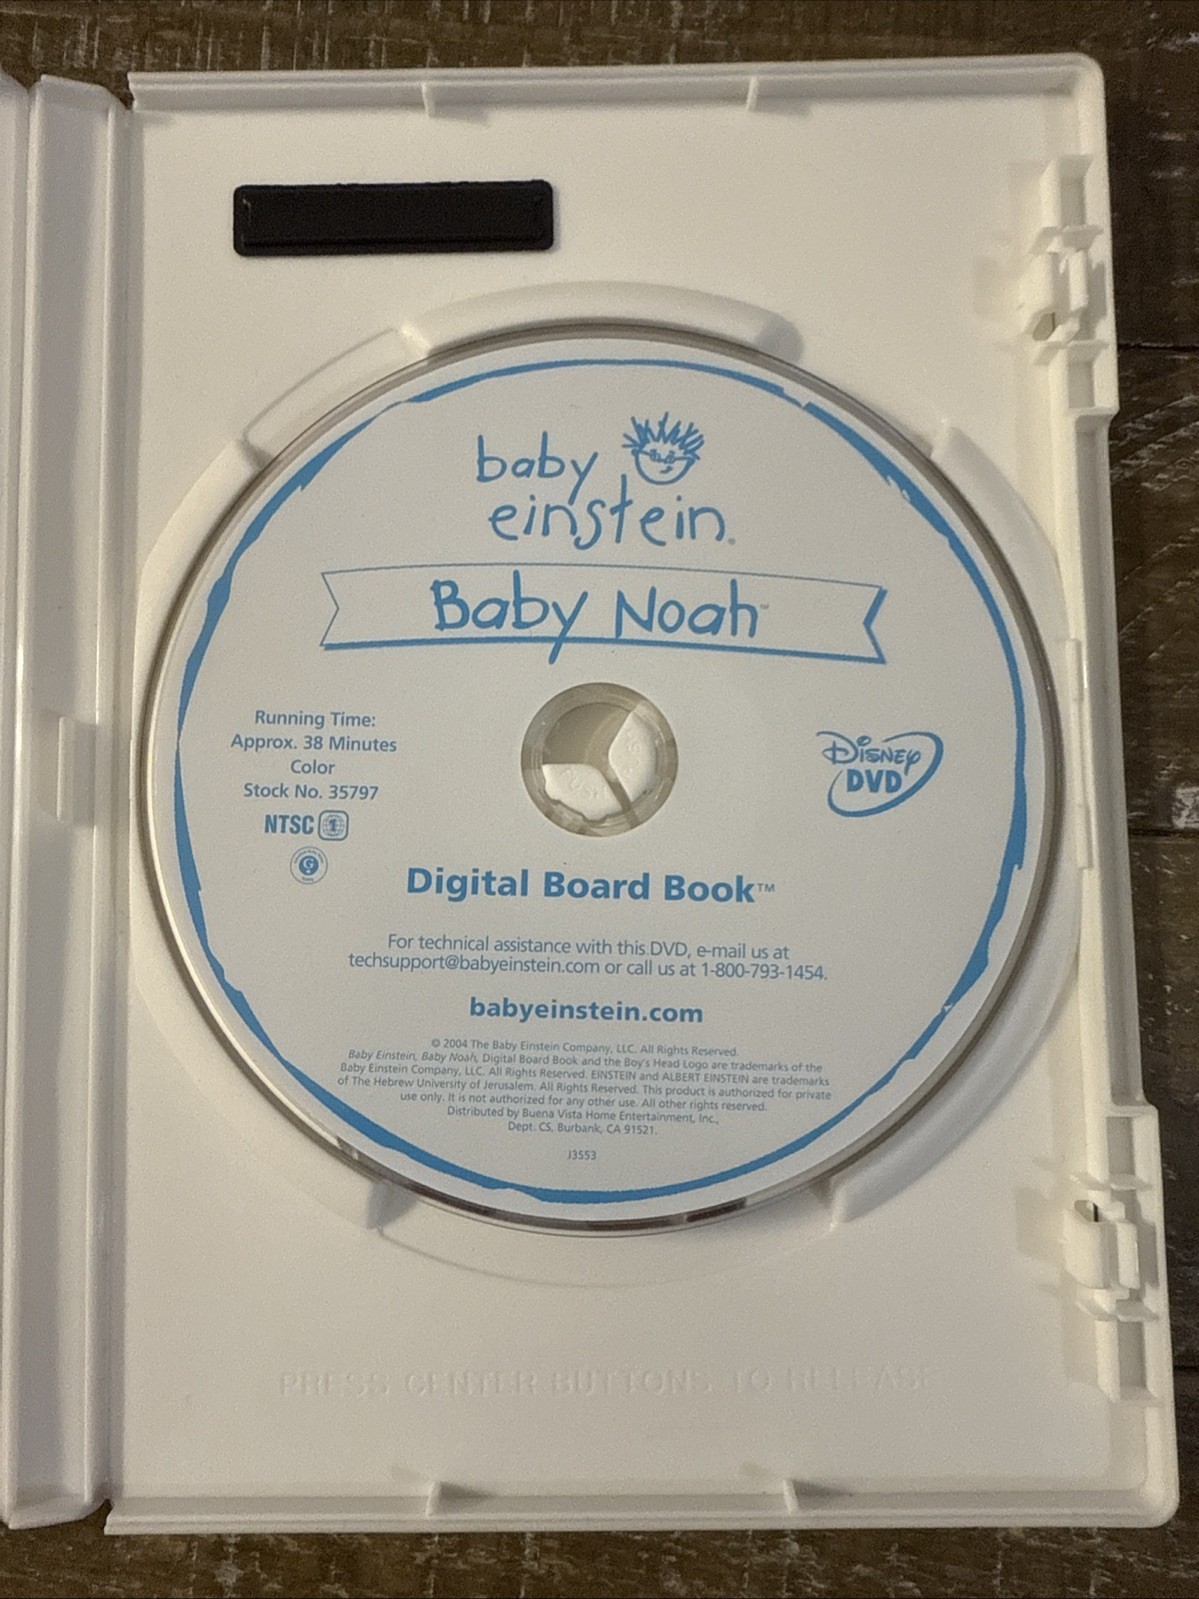 baby
einstein®
Baby Noah™
Running Time:
Approx. 38 Minutes
Color
Stock No. 35797
NTSC 1
G
DISNEY
DVD
Digital Board Book™
For technical assistance with this DVD, e-mail us at
techsupport@babyeinstein.com or call us at 1-800-793-1454.
babyeinstein.com
© 2004 The Baby Einstein Company, LLC. All Rights Reserved.
Baby Einstein, Baby Noah, Digital Board Book and the Boy's Head Logo are trademarks of the
Baby Einstein Company, LLC. All Rights Reserved. EINSTEIN and ALBERT EINSTEIN are trademarks
of The Hebrew University of Jerusalem. All Rights Reserved. This product is authorized for private
use only. It is not authorized for any other use. All other rights reserved.
Distributed by Buena Vista Home Entertainment, Inc.,
Dept. CS, Burbank, CA 91521.
J3553
PRESS CENTER BUTTONS TO RELEASE